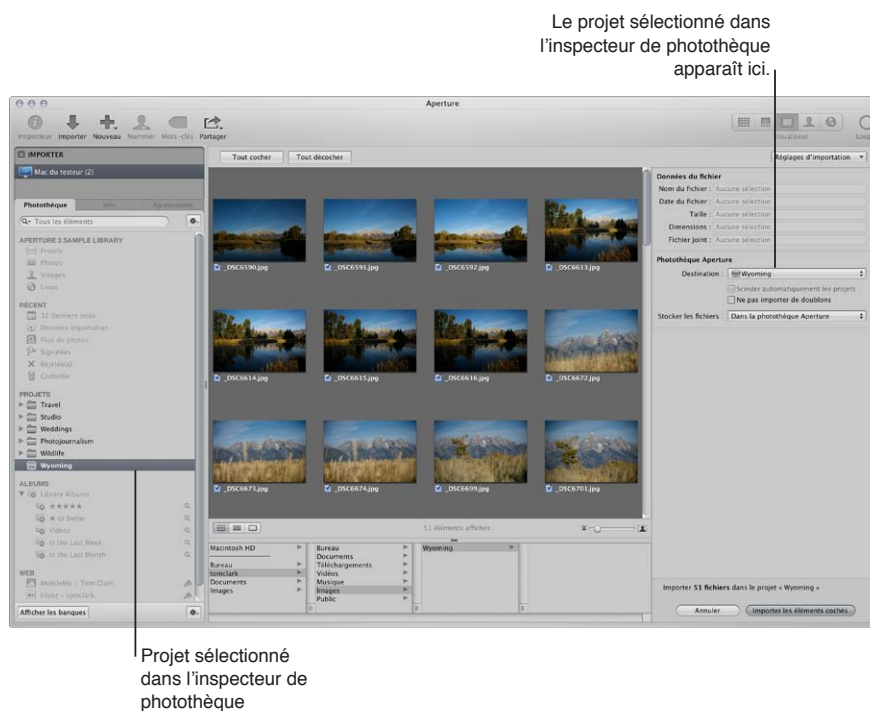 Le projet sélectionné dans
l'inspecteur de photothèque
apparaît ici.
Aperture
Inspecteur Importer Nouveau Nommer Mots-clés Partager
Visualiseur
IMPORTER
Tout cocher Tout décocher
Réglages d'importation
Mac du testeur (2)
Photothèque Info Ajustements
Tous les éléments
APERTURE 3 SAMPLE LIBRARY
Projets
Photos
Visages
Lieux
RÉCENT
12 derniers mois
Dernière importation
Flux de photos
Signalées
Rejetée(s)
Corbeille
PROJETS
Travel
Studio
Weddings
Photojournalism
Wildlife
Wyoming
ALBUMS
Library Albums
★★★★★
★ or better
Videos
In the Last Week
In the Last Month
WEB
MobileMe – Tom Clark
Flickr – tomclark
Afficher les banques
_DSC6590.jpg _DSC6591.jpg _DSC6592.jpg _DSC6613.jpg
_DSC6614.jpg _DSC6615.jpg _DSC6616.jpg _DSC6672.jpg
_DSC6673.jpg _DSC6674.jpg _DSC6699.jpg _DSC6701.jpg
51 éléments affichés
Macintosh HD
Bureau
tomclark
Documents
Images
Bureau
Documents
Téléchargements
Vidéos
Musique
Images
Public
Wyoming
Données du fichier
Nom du fichier : Aucune sélection
Date du fichier : Aucune sélection
Taille : Aucune sélection
Dimensions : Aucune sélection
Fichier joint : Aucune sélection
Photothèque Aperture
Destination : Wyoming
Scinder automatiquement les projets
Ne pas importer de doublons
Stocker les fichiers : Dans la photothèque Aperture
Importer 51 fichiers dans le projet « Wyoming »
Annuler Importer les éléments cochés
Projet sélectionné
dans l'inspecteur de
photothèque